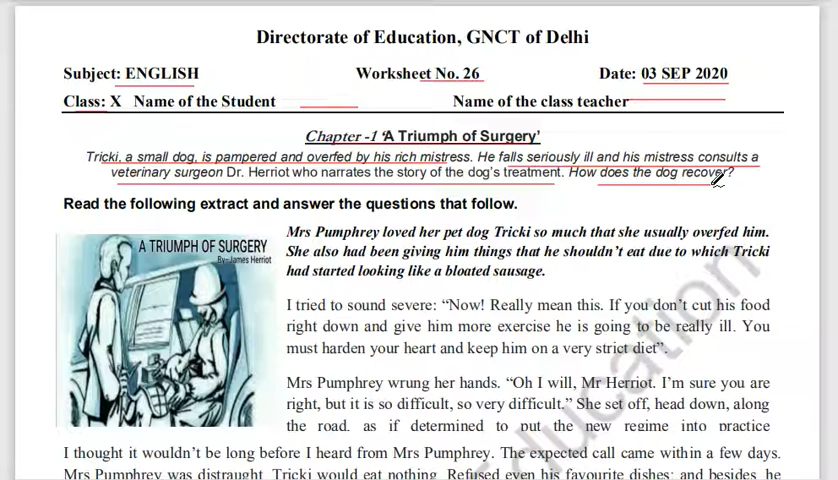 Directorate of Education, GNCT of Delhi
Subject: ENGLISH Worksheet No. 26 Date: 03 SEP 2020
Class: X Name of the Student Name of the class teacher
Chapter -1 ‘A Triumph of Surgery’
Tricki, a small dog, is pampered and overfed by his rich mistress. He falls seriously ill and his mistress consults a
veterinary surgeon Dr. Herriot who narrates the story of the dog's treatment. How does the dog recover?
Read the following extract and answer the questions that follow.
A TRIUMPH OF SURGERY
By-James Herriot
Mrs Pumphrey loved her pet dog Tricki so much that she usually overfed him.
She also had been giving him things that he shouldn’t eat due to which Tricki
had started looking like a bloated sausage.
I tried to sound severe: “Now! Really mean this. If you don’t cut his food
right down and give him more exercise he is going to be really ill. You
must harden your heart and keep him on a very strict diet”.
Mrs Pumphrey wrung her hands. “Oh I will, Mr Herriot. I’m sure you are
right, but it is so difficult, so very difficult.” She set off, head down, along
the road, as if determined to put the new regime into practice
I thought it wouldn’t be long before I heard from Mrs Pumphrey. The expected call came within a few days.
Mrs Pumphrey was distraught. Tricki would eat nothing. Refused even his favourite dishes; and besides, he
Education